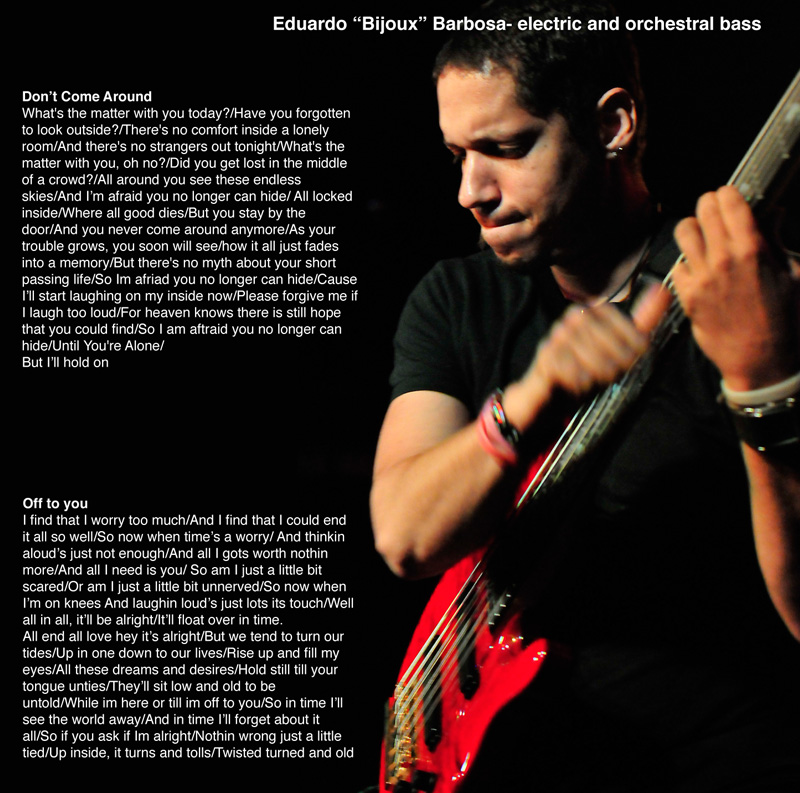 Eduardo “Bijoux” Barbosa- electric and orchestral bass
Don’t Come Around
What's the matter with you today?/Have you forgotten
to look outside?/There's no comfort inside a lonely
room/And there's no strangers out tonight/What's the
matter with you, oh no?/Did you get lost in the middle
of a crowd?/All around you see these endless
skies/And I’m afraid you no longer can hide/ All locked
inside/Where all good dies/But you stay by the
door/And you never come around anymore/As your
trouble grows, you soon will see/how it all just fades
into a memory/But there's no myth about your short
passing life/So Im afriad you no longer can hide/Cause
I’ll start laughing on my inside now/Please forgive me if
I laugh too loud/For heaven knows there is still hope
that you could find/So I am aftraid you no longer can
hide/Until You're Alone/
But I’ll hold on
Off to you
I find that I worry too much/And I find that I could end
it all so well/So now when time’s a worry/ And thinkin
aloud’s just not enough/And all I gots worth nothin
more/And all I need is you/ So am I just a little bit
scared/Or am I just a little bit unnerved/So now when
I’m on knees And laughin loud’s just lots its touch/Well
all in all, it’ll be alright/It’ll float over in time.
All end all love hey it’s alright/But we tend to turn our
tides/Up in one down to our lives/Rise up and fill my
eyes/All these dreams and desires/Hold still till your
tongue unties/They’ll sit low and old to be
untold/While im here or till im off to you/So in time I’ll
see the world away/And in time I’ll forget about it
all/So if you ask if Im alright/Nothin wrong just a little
tied/Up inside, it turns and tolls/Twisted turned and old